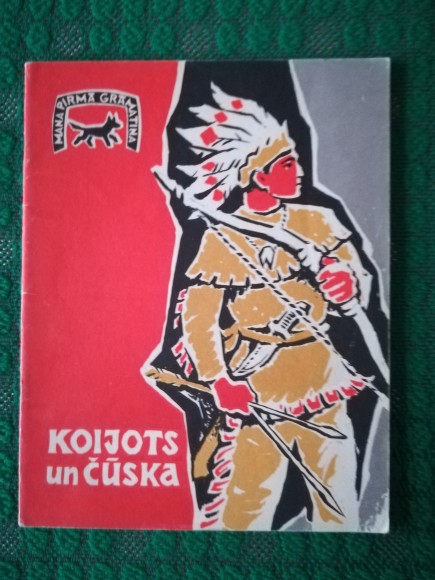 MANA PIRMĀ GRĀMATIŅA
KOIJOTS
un ČŪSKA